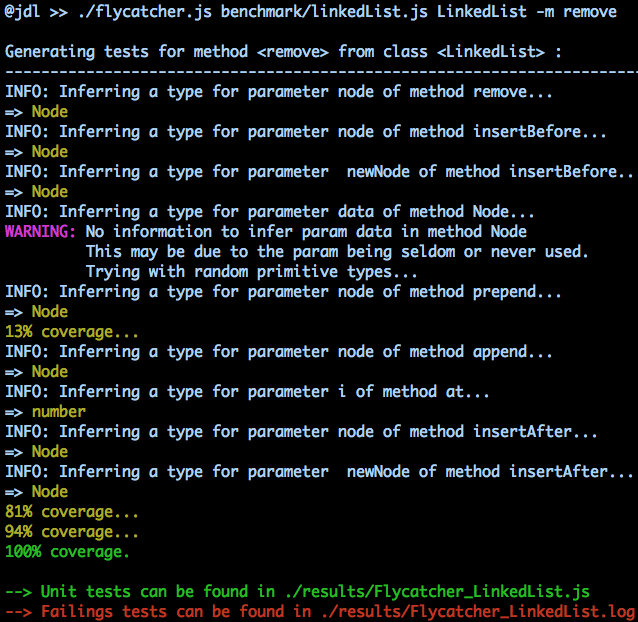 @jdl >> ./flycatcher.js benchmark/linkedList.js LinkedList -m remove
Generating tests for method <remove> from class <LinkedList> :
-----------------------------------------------------------------------
INFO: Inferring a type for parameter node of method remove...
=> Node
INFO: Inferring a type for parameter node of method insertBefore...
=> Node
INFO: Inferring a type for parameter  newNode of method insertBefore..
=> Node
INFO: Inferring a type for parameter data of method Node...
WARNING: No information to infer param data in method Node
         This may be due to the param being seldom or never used.
         Trying with random primitive types...
INFO: Inferring a type for parameter node of method prepend...
=> Node
13% coverage...
INFO: Inferring a type for parameter node of method append...
=> Node
INFO: Inferring a type for parameter i of method at...
=> number
INFO: Inferring a type for parameter node of method insertAfter...
=> Node
INFO: Inferring a type for parameter  newNode of method insertAfter...
=> Node
81% coverage...
94% coverage...
100% coverage.
--> Unit tests can be found in ./results/Flycatcher_LinkedList.js
--> Failings tests can be found in ./results/Flycatcher_LinkedList.log